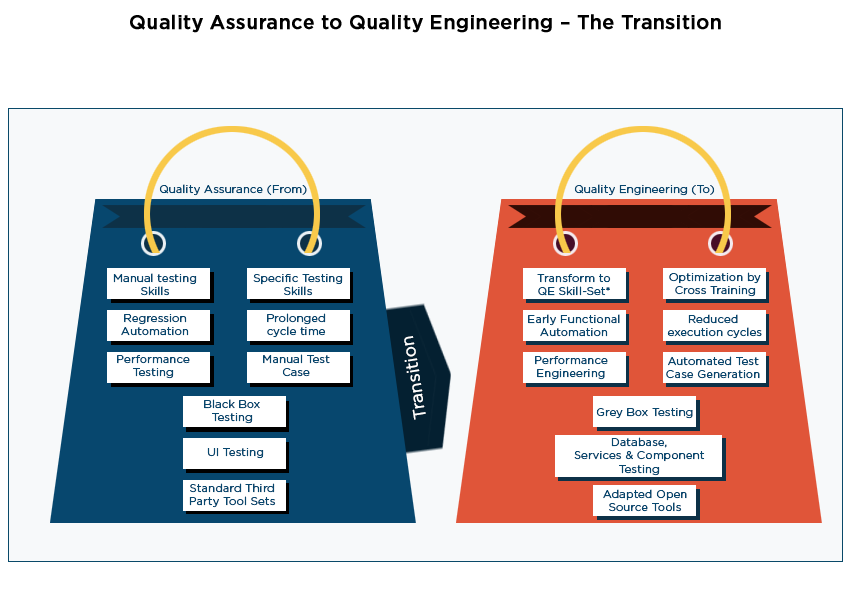 Quality Assurance to Quality Engineering – The Transition
Quality Assurance (From)
Manual testing
Skills
Specific Testing
Skills
Regression
Automation
Prolonged
cycle time
Performance
Testing
Manual Test
Case
Black Box
Testing
UI Testing
Standard Third
Party Tool Sets
Transition
Quality Engineering (To)
Transform to
QE Skill-Set*
Optimization by
Cross Training
Early Functional
Automation
Reduced
execution cycles
Performance
Engineering
Automated Test
Case Generation
Grey Box Testing
Database,
Services & Component
Testing
Adapted Open
Source Tools